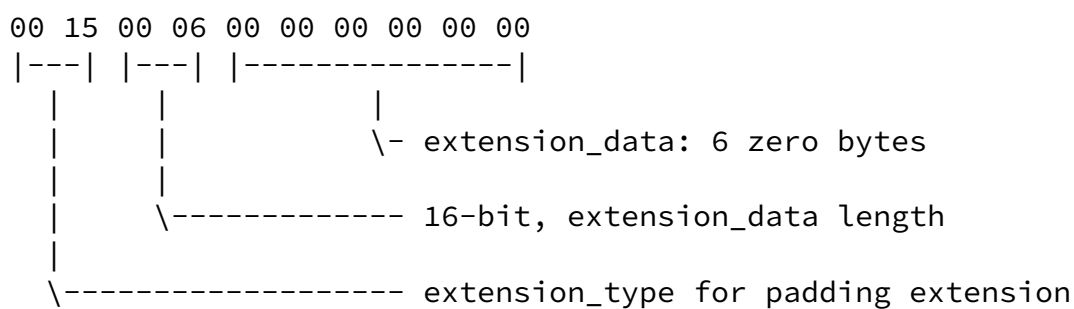 00 15 00 06 00 00 00 00 00 00
|---| |---| |---------------|
  |     |           |
  |     |           \- extension_data: 6 zero bytes
  |     |
  |     \------------- 16-bit, extension_data length
  |
  \------------------- extension_type for padding extension